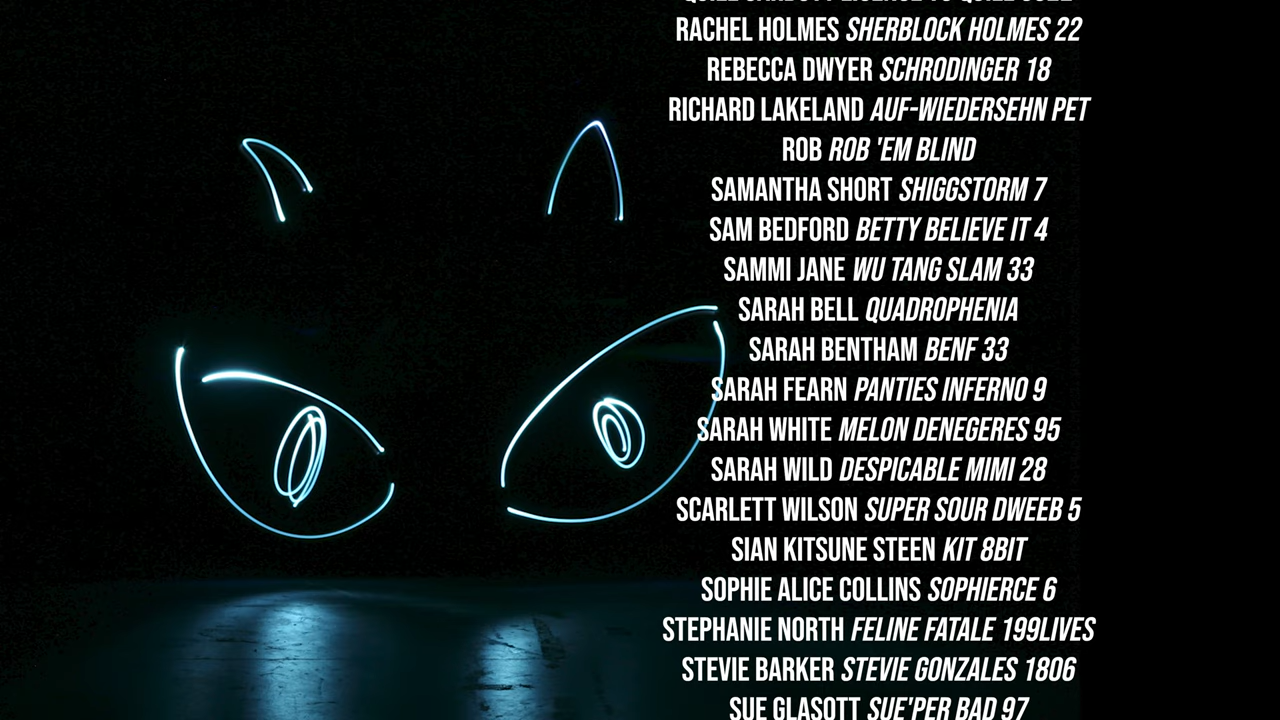 RACHEL HOLMES SHERBLOCK HOLMES 22
REBECCA DWYER SCHRODINGER 18
RICHARD LAKELAND AUF-WIEDERSEHN PET
ROB ROB 'EM BLIND
SAMANTHA SHORT SHIGGSTORM 7
SAM BEDFORD BETTY BELIEVE IT 4
SAMMI JANE WU TANG SLAM 33
SARAH BELL QUADROPHENIA
SARAH BENTHAM BENF 33
SARAH FEARN PANTIES INFERNO 9
SARAH WHITE MELON DENEGERES 95
SARAH WILD DESPICABLE MIMI 28
SCARLETT WILSON SUPER SOUR DWEEB 5
SIAN KITSUNE STEEN KIT 8BIT
SOPHIE ALICE COLLINS SOPHIERCE 6
STEPHANIE NORTH FELINE FATALE 199LIVES
STEVIE BARKER STEVIE GONZALES 1806
SUE GLASOTT SUE'PER BAD 97